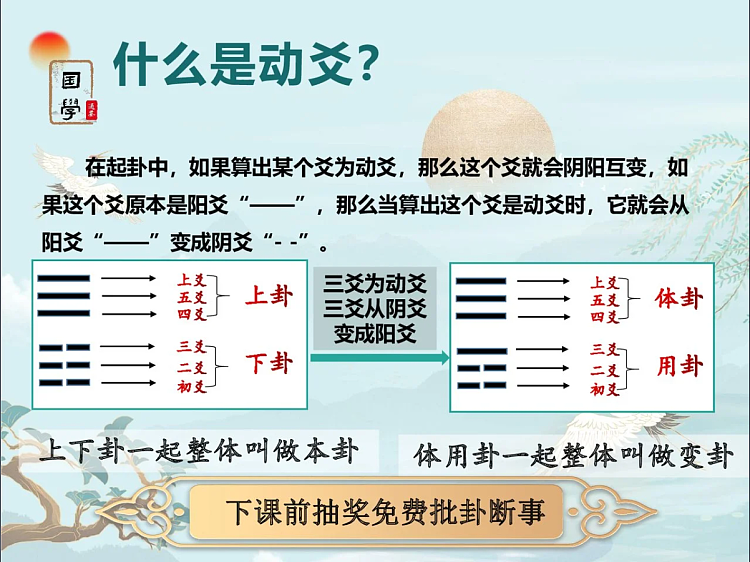 什么是动爻？
国
學
在起卦中，如果算出某个爻为动爻，那么这个爻就会阴阳互变，如
果这个爻原本是阳爻“——”，那么当算出这个爻是动爻时，它就会从
阳爻“——”变成阴爻“- -”。
上爻
五爻
四爻
上卦
三爻
二爻
初爻
下卦
三爻为动爻
三爻从阴爻
变成阳爻
上爻
五爻
四爻
体卦
三爻
二爻
初爻
用卦
上下卦一起整体叫做本卦
体用卦一起整体叫做变卦
下课前抽奖免费批卦断事